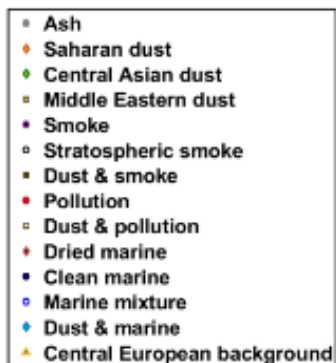 Ash
Saharan dust
Central Asian dust
Middle Eastern dust
Smoke
Stratospheric smoke
Dust & smoke
Pollution
Dust & pollution
Dried marine
Clean marine
Marine mixture
Dust & marine
Central European background